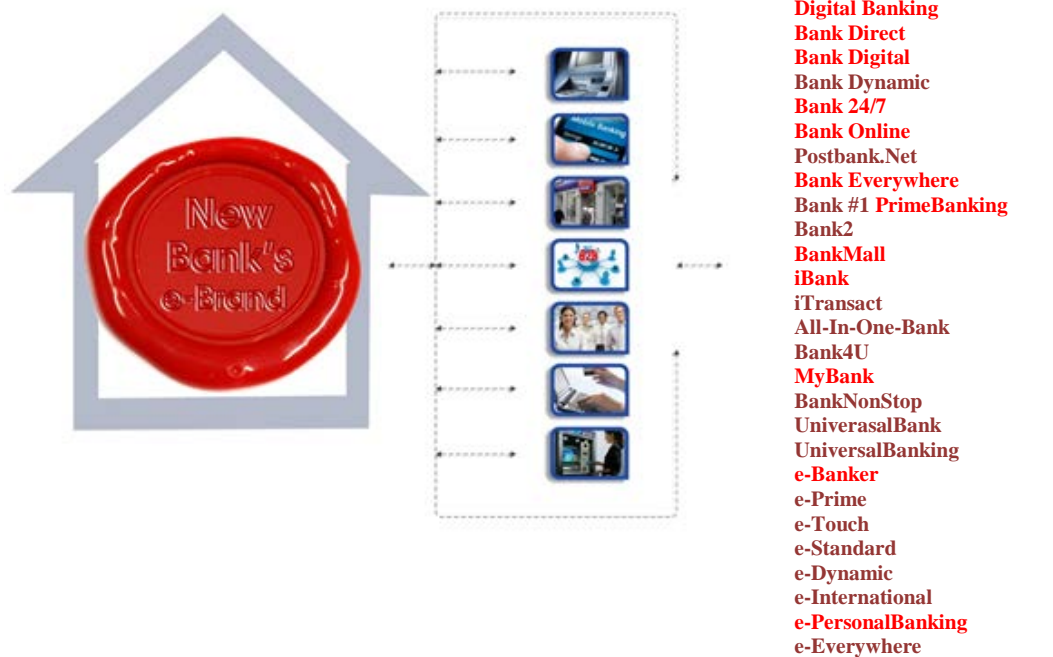 New
Bank's
e-Brand
Mobile Banking
B2B
Digital Banking
Bank Direct
Bank Digital
Bank Dynamic
Bank 24/7
Bank Online
Postbank.Net
Bank Everywhere
Bank #1 PrimeBanking
Bank2
BankMall
iBank
iTransact
All-In-One-Bank
Bank4U
MyBank
BankNonStop
UniverasalBank
UniversalBanking
e-Banker
e-Prime
e-Touch
e-Standard
e-Dynamic
e-International
e-PersonalBanking
e-Everywhere